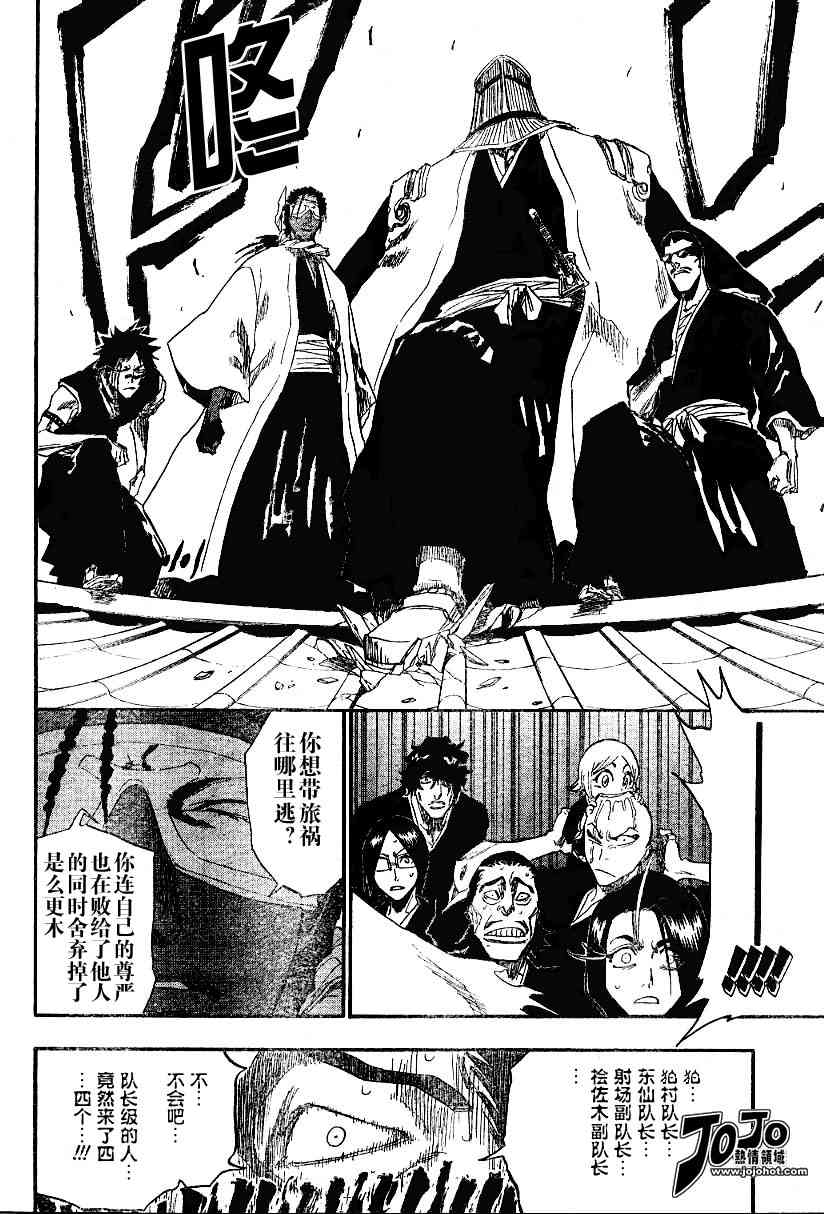 咚
!!!!
你想带旅祸
往哪里逃？
你连自己的尊严
也在败给了他人
的同时舍弃掉了
是么更木
狛…
狛村队长…
东仙队长…
射场副队长…
桧佐木副队长
…
不…
不会吧…
队长级的人…
竟然来了四
…四个…!!!
JOJO
熱情領域
www.jojohot.com